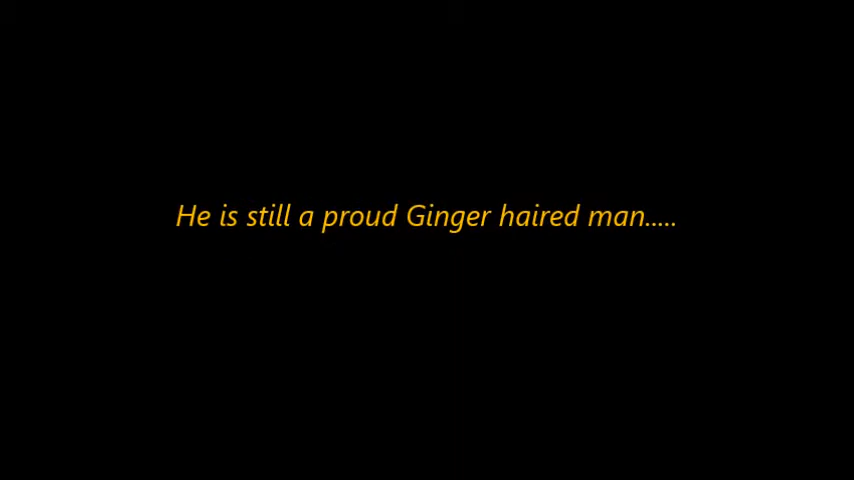 He is still a proud Ginger haired man.....